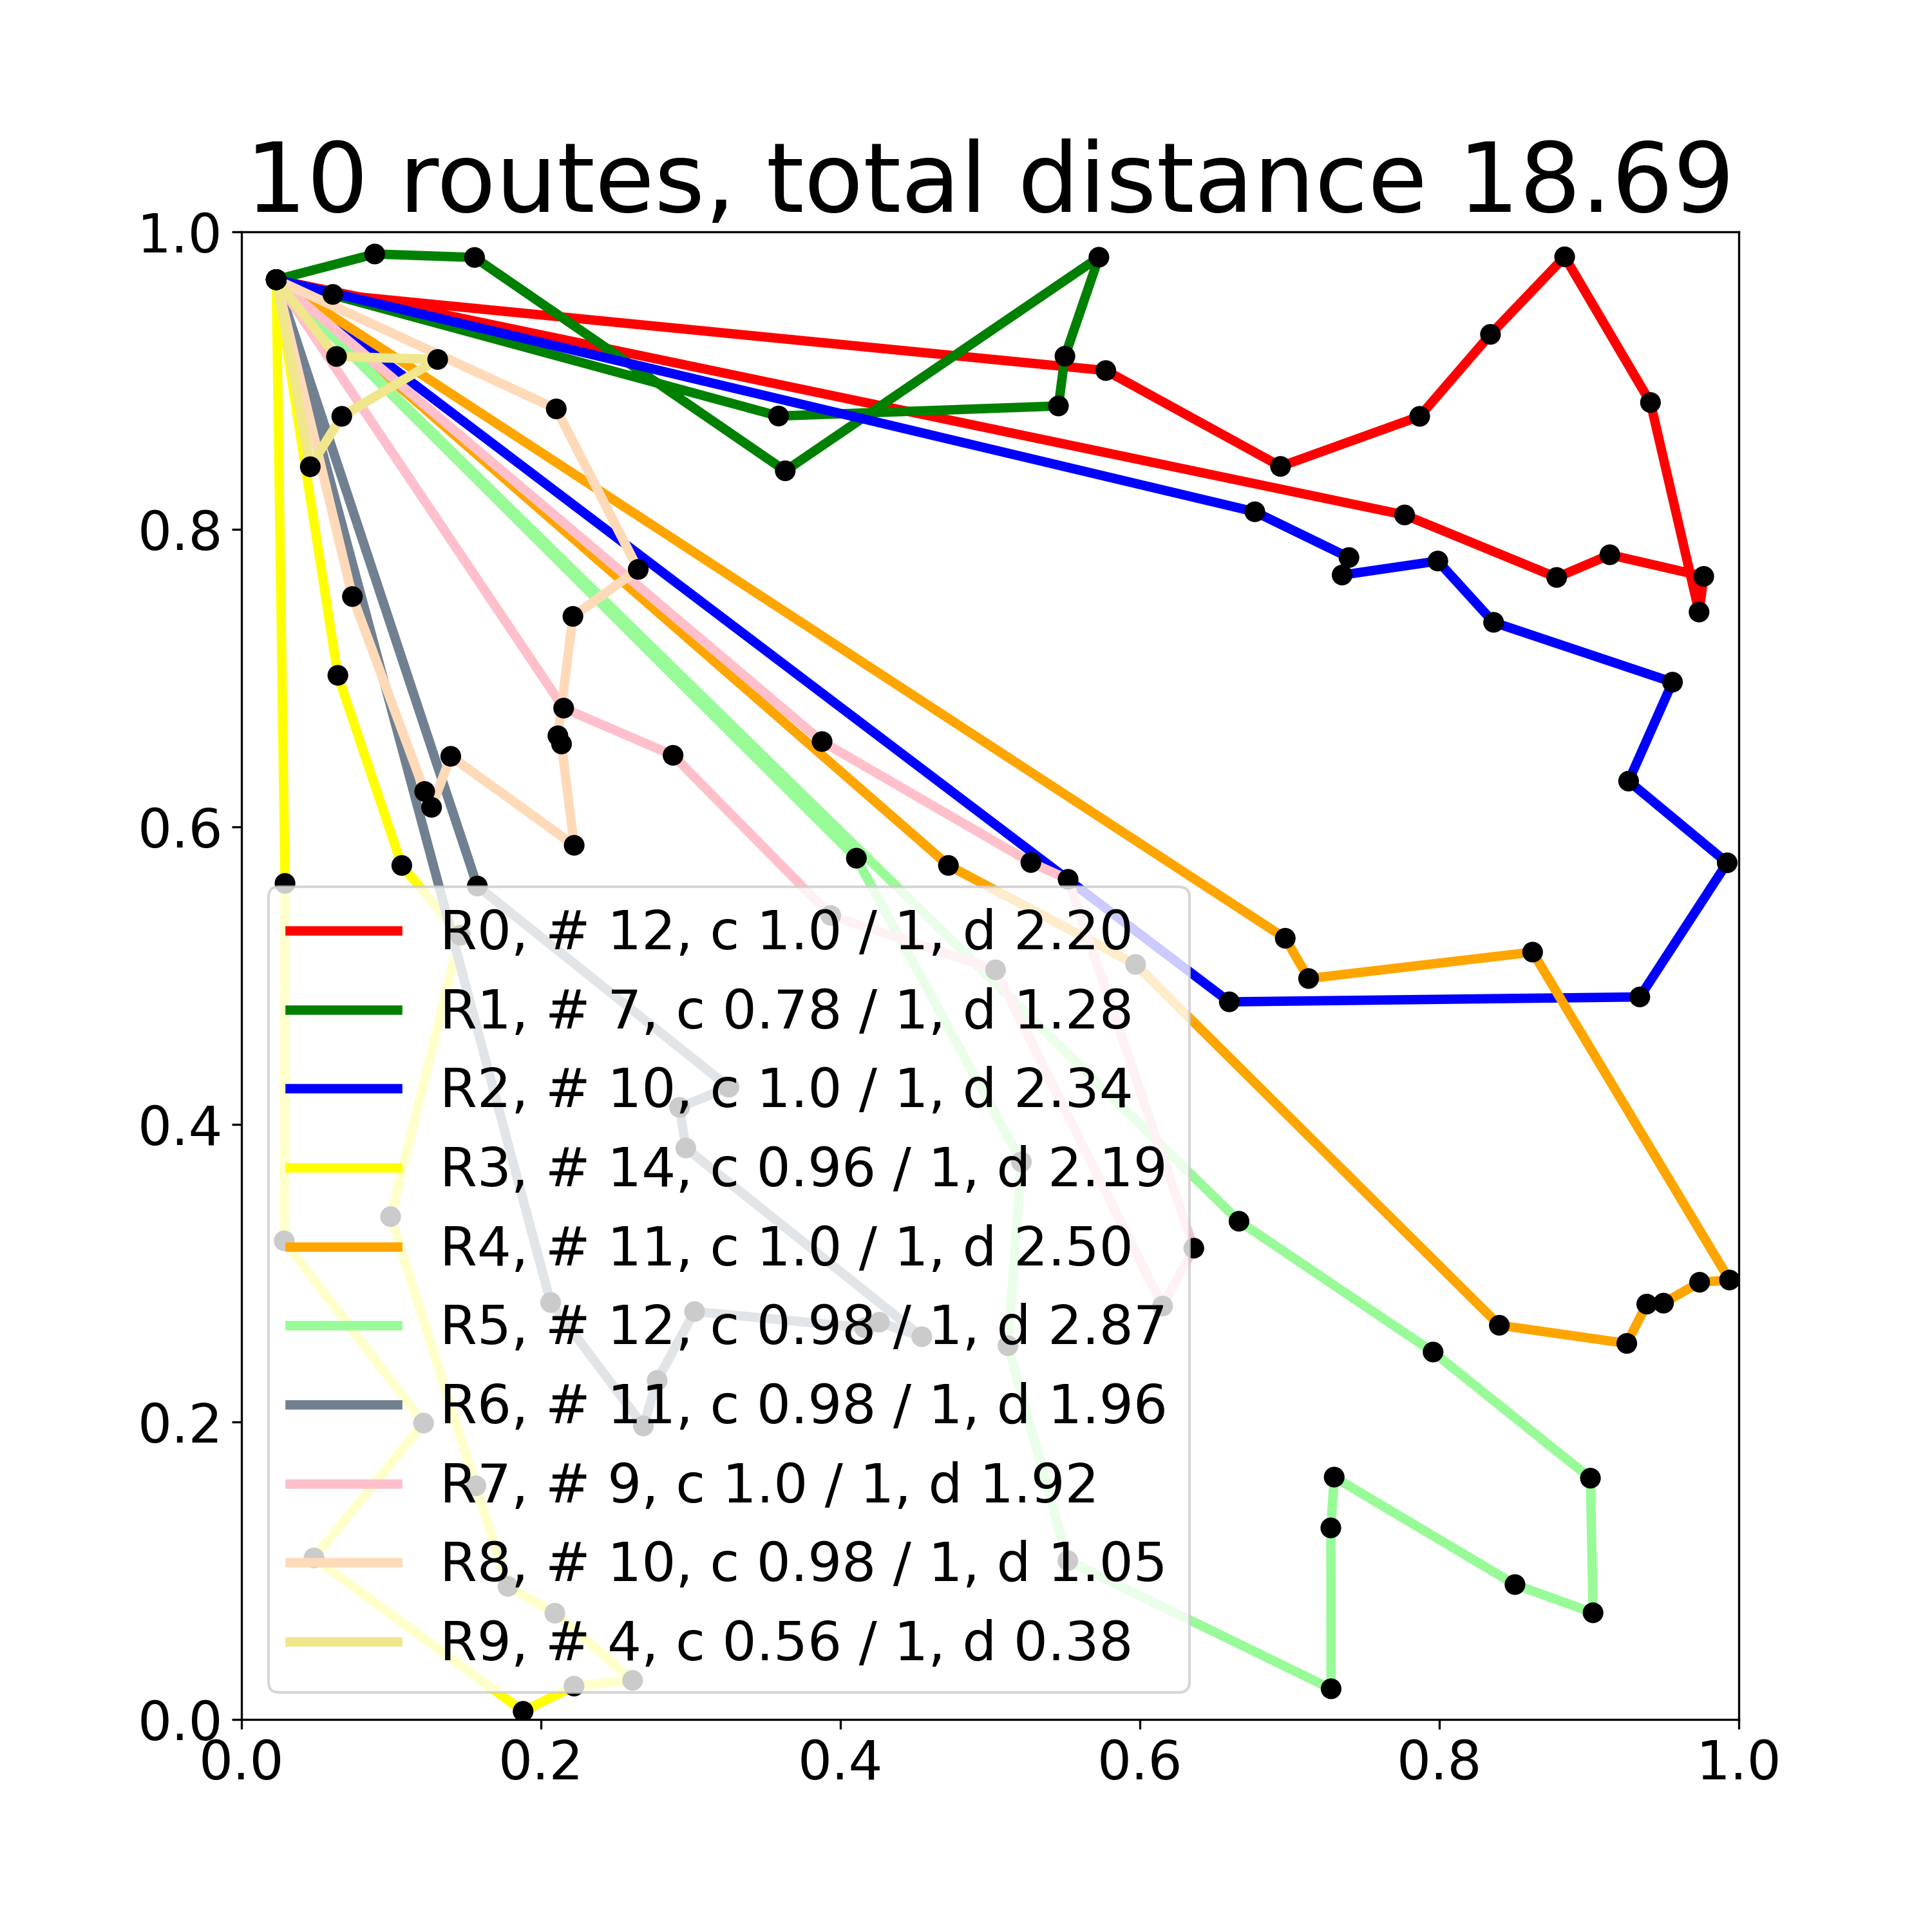 10 routes, total distance 18.69
1.0
0.8
0.6
0.4
0.2
0.0
R0, # 12, c 1.0 / 1, d 2.20
R1, # 7, c 0.78 / 1, d 1.28
R2, # 10, c 1.0 / 1, d 2.34
R3, # 14, c 0.96 / 1, d 2.19
R4, # 11, c 1.0 / 1, d 2.50
R5, # 12, c 0.98 / 1, d 2.87
R6, # 11, c 0.98 / 1, d 1.96
R7, # 9, c 1.0 / 1, d 1.92
R8, # 10, c 0.98 / 1, d 1.05
R9, # 4, c 0.56 / 1, d 0.38
0.0 0.2 0.4 0.6 0.8 1.0